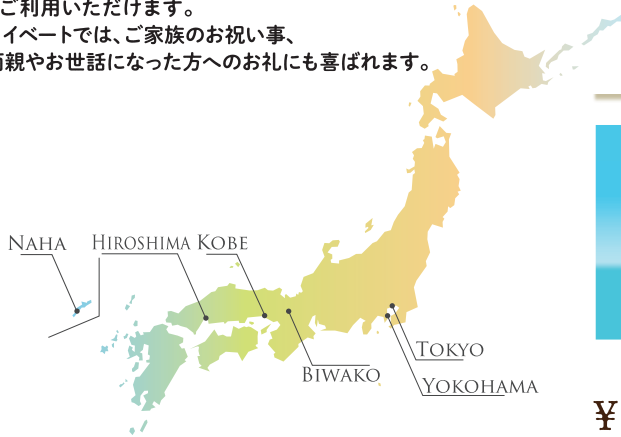 ご利用いただけます。
イベートでは、ご家族のお祝い事、
親やお世話になった方へのお礼にも喜ばれます。
NAHA
HIROSHIMA
KOBE
TOKYO
BIWAKO
YOKOHAMA
¥